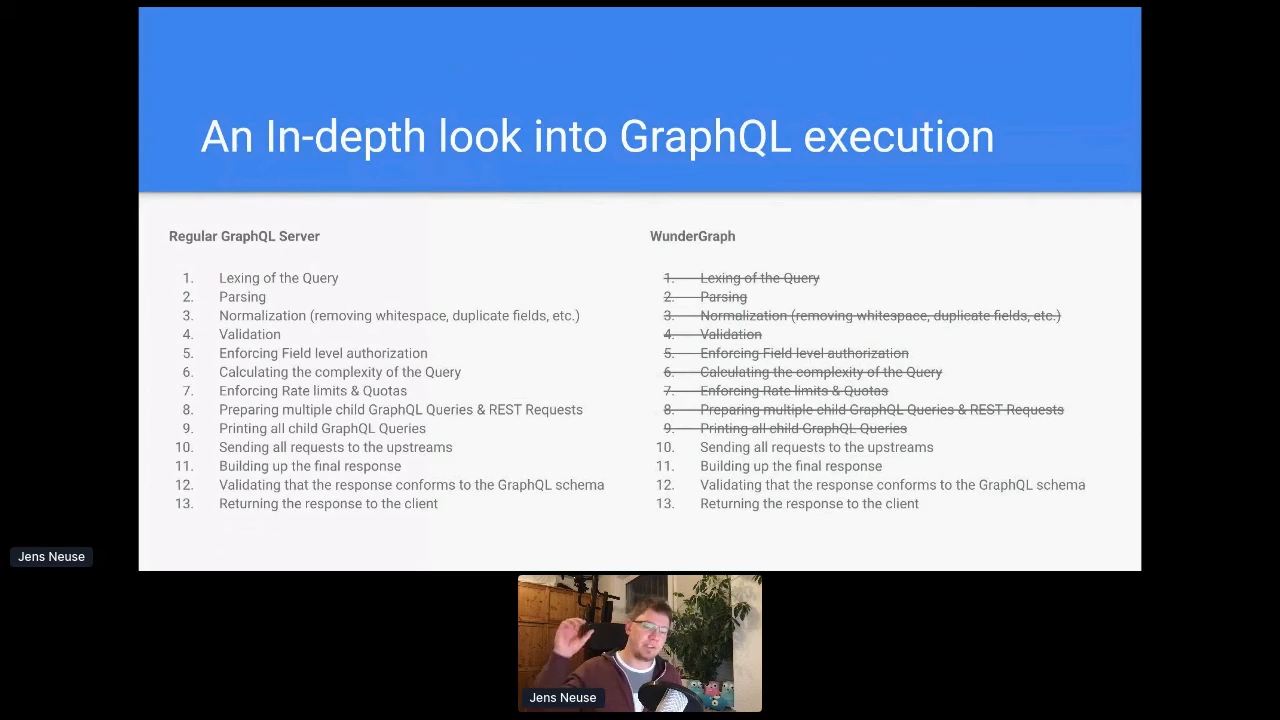 An In-depth look into GraphQL execution
Regular GraphQL Server
1. Lexing of the Query
2. Parsing
3. Normalization (removing whitespace, duplicate fields, etc.)
4. Validation
5. Enforcing Field level authorization
6. Calculating the complexity of the Query
7. Enforcing Rate limits & Quotas
8. Preparing multiple child GraphQL Queries & REST Requests
9. Printing all child GraphQL Queries
10. Sending all requests to the upstreams
11. Building up the final response
12. Validating that the response conforms to the GraphQL schema
13. Returning the response to the client
WunderGraph
1. Lexing of the Query
2. Parsing
3. Normalization (removing whitespace, duplicate fields, etc.)
4. Validation
5. Enforcing Field level authorization
6. Calculating the complexity of the Query
7. Enforcing Rate limits & Quotas
8. Preparing multiple child GraphQL Queries & REST Requests
9. Printing all child GraphQL Queries
10. Sending all requests to the upstreams
11. Building up the final response
12. Validating that the response conforms to the GraphQL schema
13. Returning the response to the client
Jens Neuse
Jens Neuse